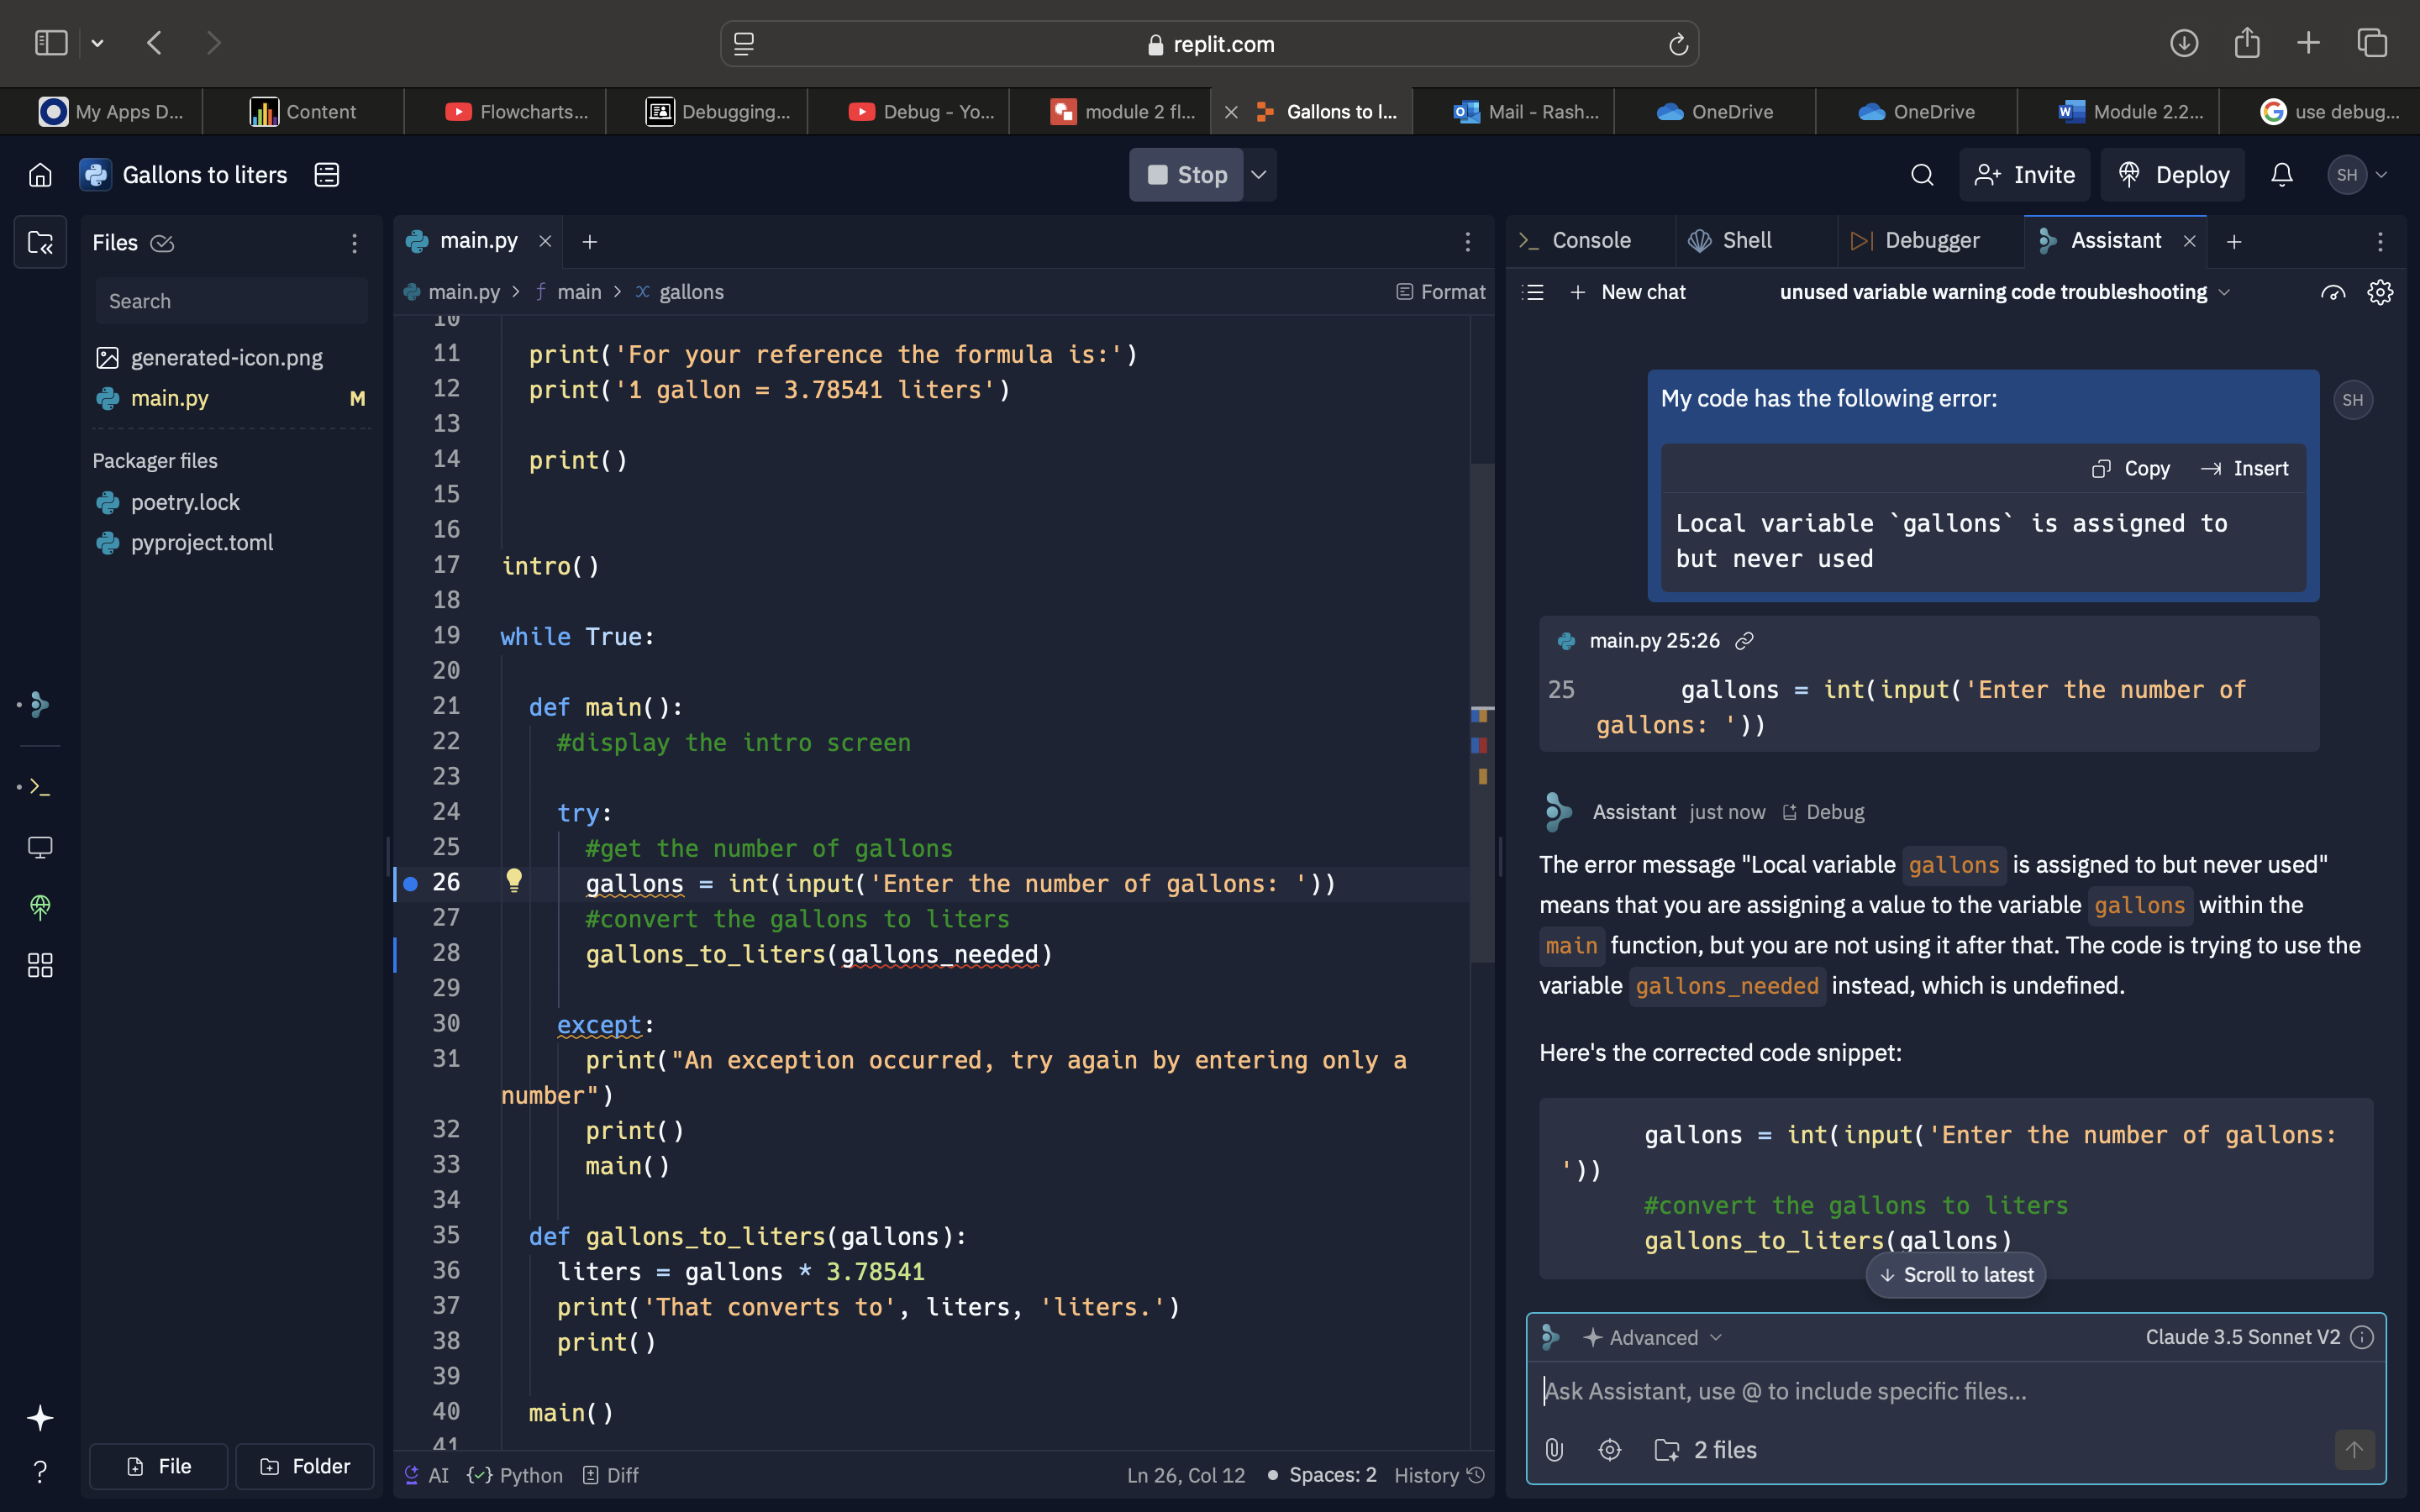 replit.com
My Apps D...
Content
Flowcharts...
Debugging...
Debug - Yo...
module 2 fl...
Gallons to l...
Mail - Rash...
OneDrive
OneDrive
Module 2.2...
use debug...
Gallons to liters
Stop
Invite
Deploy
SH
Files
Search
generated-icon.png
main.py M
Packager files
poetry.lock
pyproject.toml
File
Folder
main.py
main.py > main > gallons
Format
10
11 print('For your reference the formula is:')
12 print('1 gallon = 3.78541 liters')
13
14 print()
15
16
17 intro()
18
19 while True:
20
21 def main():
22 #display the intro screen
23
24 try:
25 #get the number of gallons
26 gallons = int(input('Enter the number of gallons: '))
27 #convert the gallons to liters
28 gallons_to_liters(gallons_needed)
29
30 except:
31 print("An exception occurred, try again by entering only a
number")
32 print()
33 main()
34
35 def gallons_to_liters(gallons):
36 liters = gallons * 3.78541
37 print('That converts to', liters, 'liters.')
38 print()
39
40 main()
41
AI
Python
Diff
Ln 26, Col 12
Spaces: 2
History
Console
Shell
Debugger
Assistant
New chat
unused variable warning code troubleshooting
My code has the following error:
SH
Copy
Insert
Local variable `gallons` is assigned to
but never used
main.py 25:26
25 gallons = int(input('Enter the number of
gallons: '))
Assistant just now Debug
The error message "Local variable gallons is assigned to but never used"
means that you are assigning a value to the variable gallons within the
main function, but you are not using it after that. The code is trying to use the
variable gallons_needed instead, which is undefined.
Here's the corrected code snippet:
gallons = int(input('Enter the number of gallons:
'))
#convert the gallons to liters
gallons_to_liters(gallons)
Scroll to latest
Advanced
Claude 3.5 Sonnet V2
Ask Assistant, use @ to include specific files...
2 files